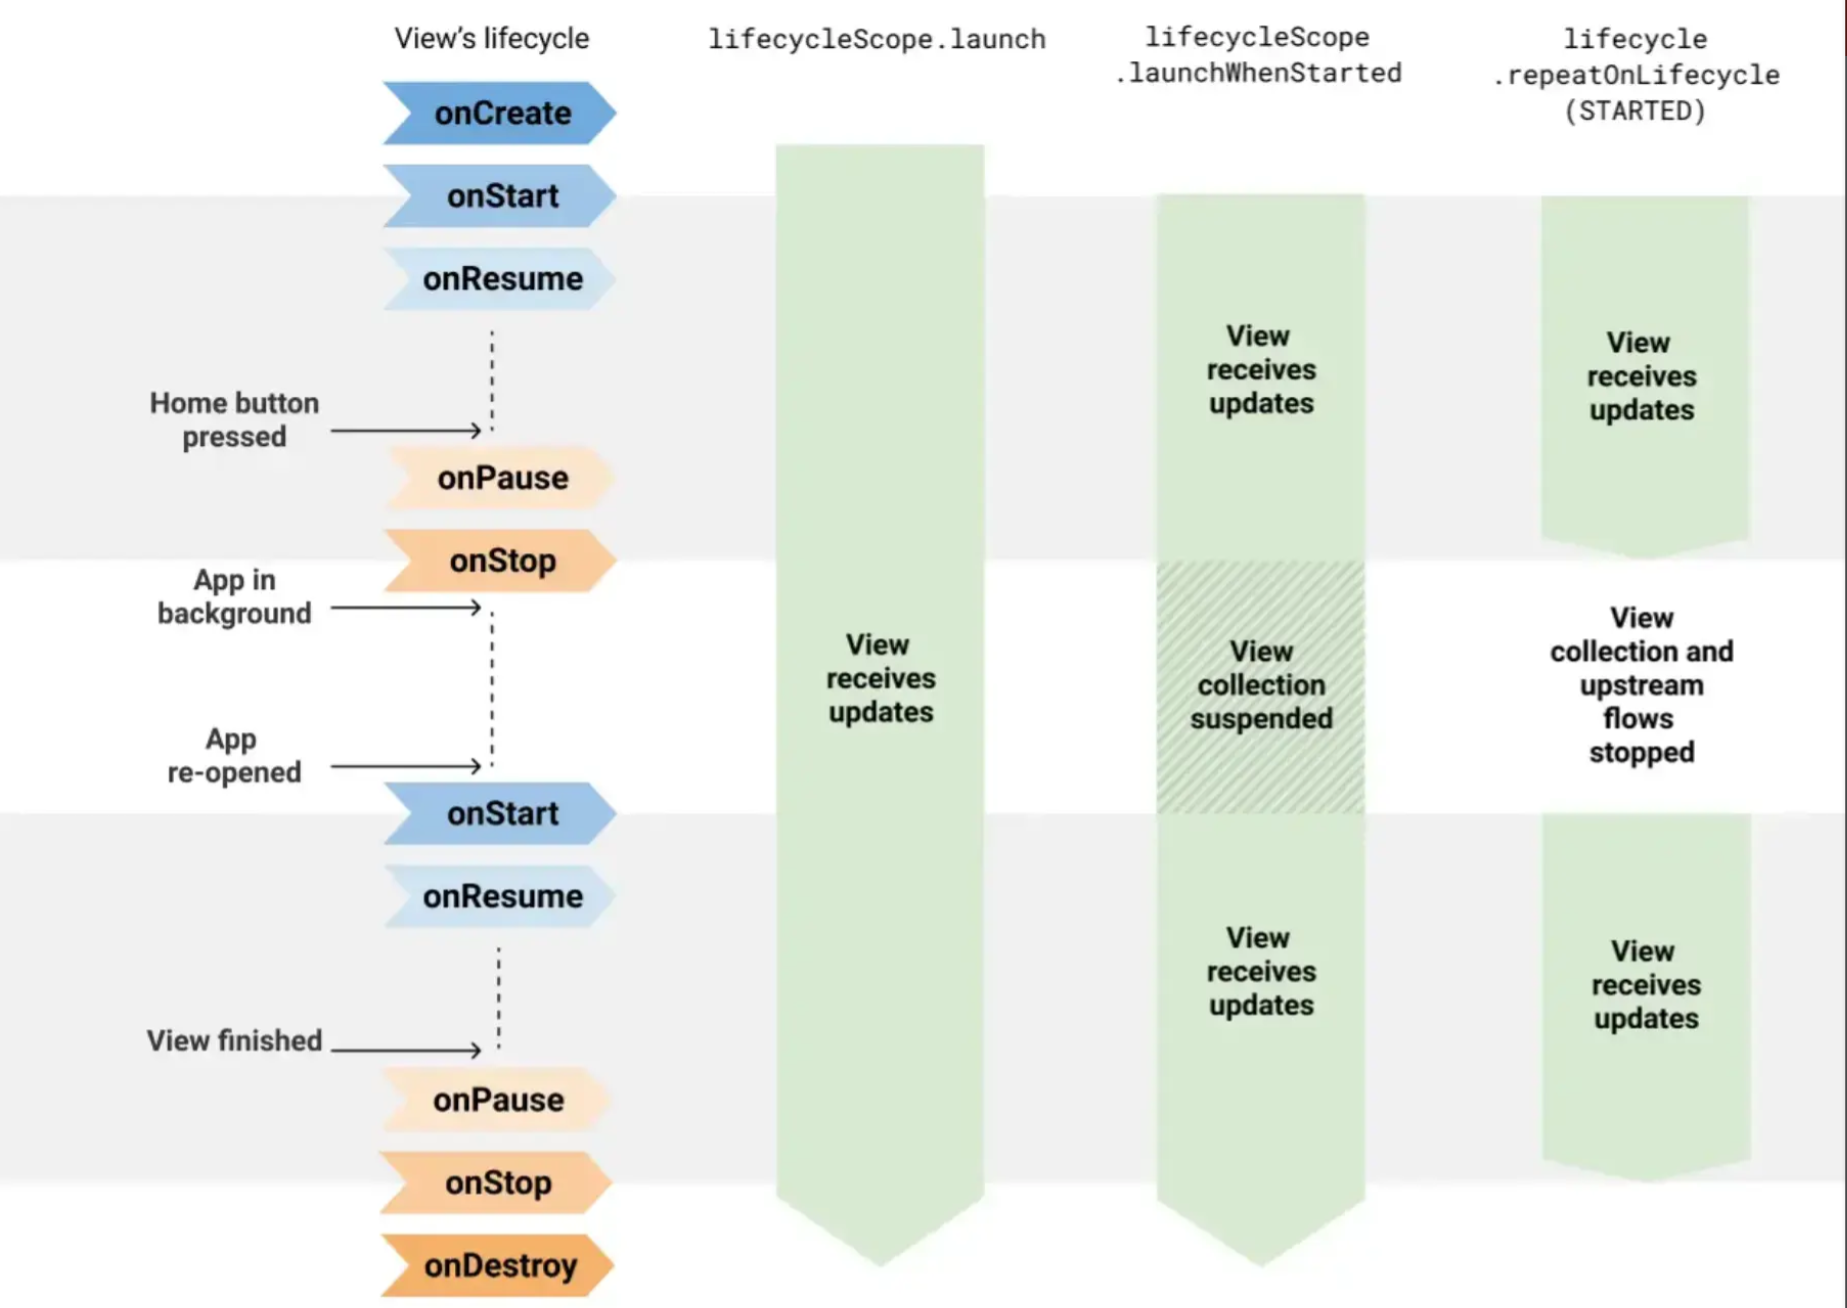 View's lifecycle
lifecycleScope.launch
lifecycleScope
.launchWhenStarted
lifecycle
.repeatOnLifecycle
(STARTED)
onCreate
onStart
onResume
Home button
pressed
onPause
onStop
App in
background
App
re-opened
onStart
onResume
View finished
onPause
onStop
onDestroy
View
receives
updates
View
receives
updates
View
collection
suspended
View
receives
updates
View
receives
updates
View
collection and
upstream
flows
stopped
View
receives
updates